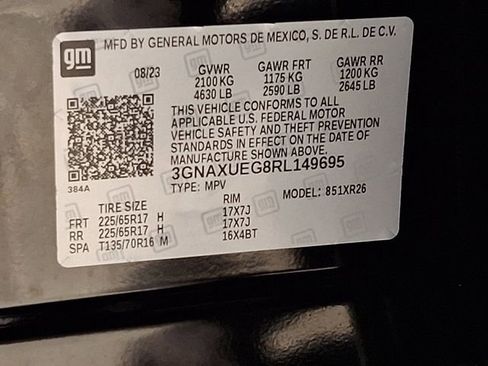 gm
MFD BY GENERAL MOTORS DE MEXICO, S. DE R.L. DE C.V.
08/23 GVWR GAWR FRT GAWR RR
2100 KG 1175 KG 1200 KG
4630 LB 2590 LB 2645 LB
THIS VEHICLE CONFORMS TO ALL
APPLICABLE U.S. FEDERAL MOTOR
VEHICLE SAFETY AND THEFT PREVENTION
STANDARDS IN EFFECT ON THE DATE OF
MANUFACTURE SHOWN ABOVE.
384A
3GNAXUEG8RL149695
TYPE: MPV MODEL: 851XR26
TIRE SIZE RIM
FRT 225/65R17 H 17X7J
RR 225/65R17 H 17X7J
SPA T135/70R16 M 16X4BT